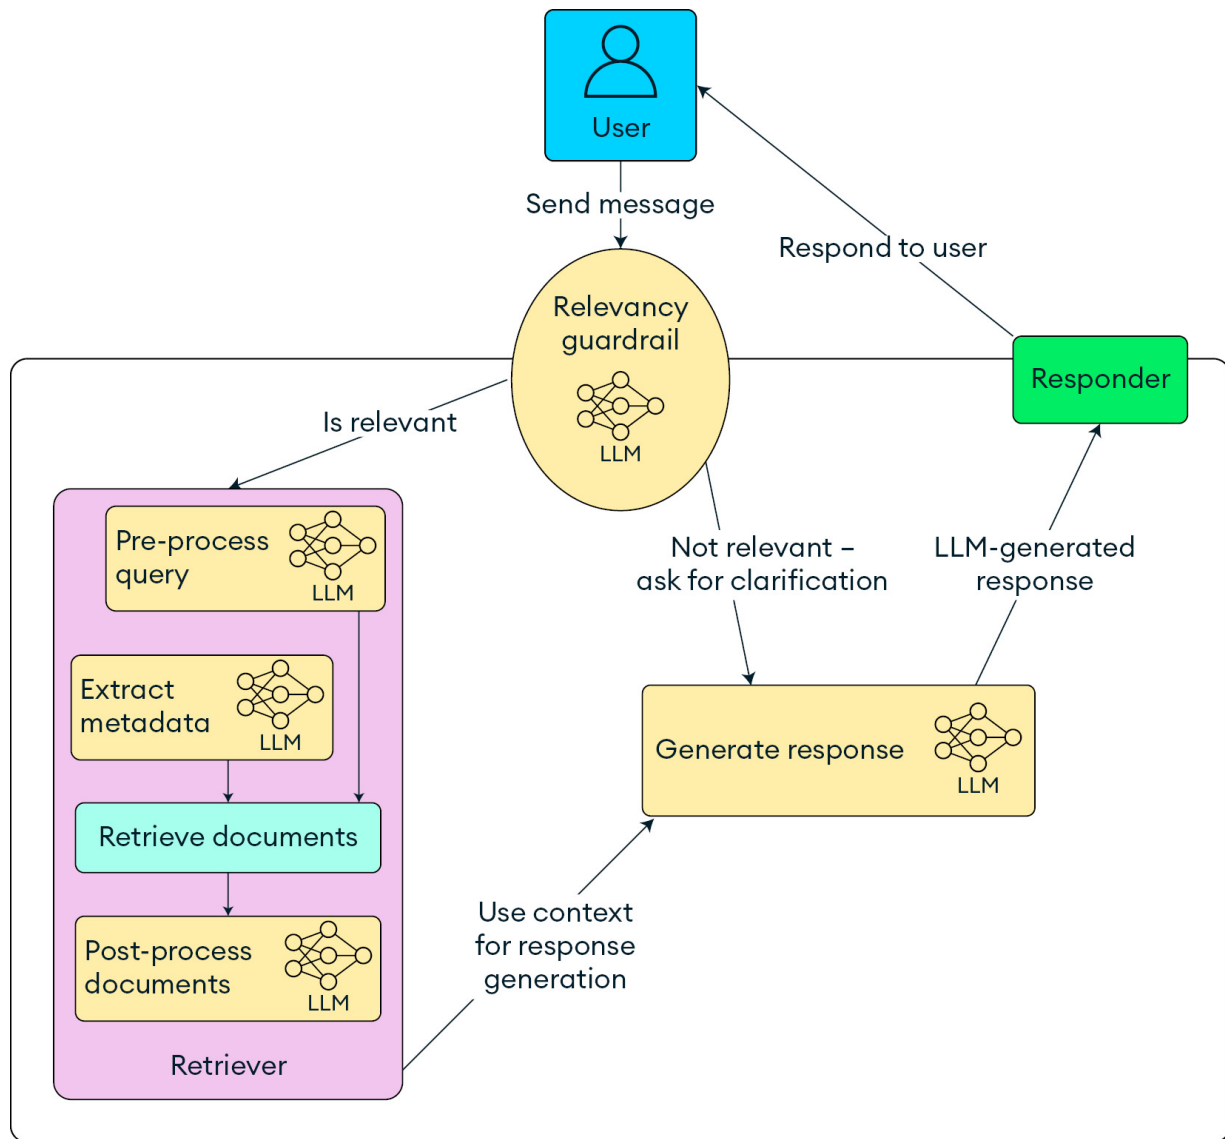 User
Send message
Respond to user
Relevancy
guardrail
LLM
Responder
Is relevant
Pre-process
query
LLM
Not relevant –
ask for clarification
LLM-generated
response
Extract
metadata
LLM
Generate response
LLM
Retrieve documents
Use context
for response
generation
Post-process
documents
LLM
Retriever